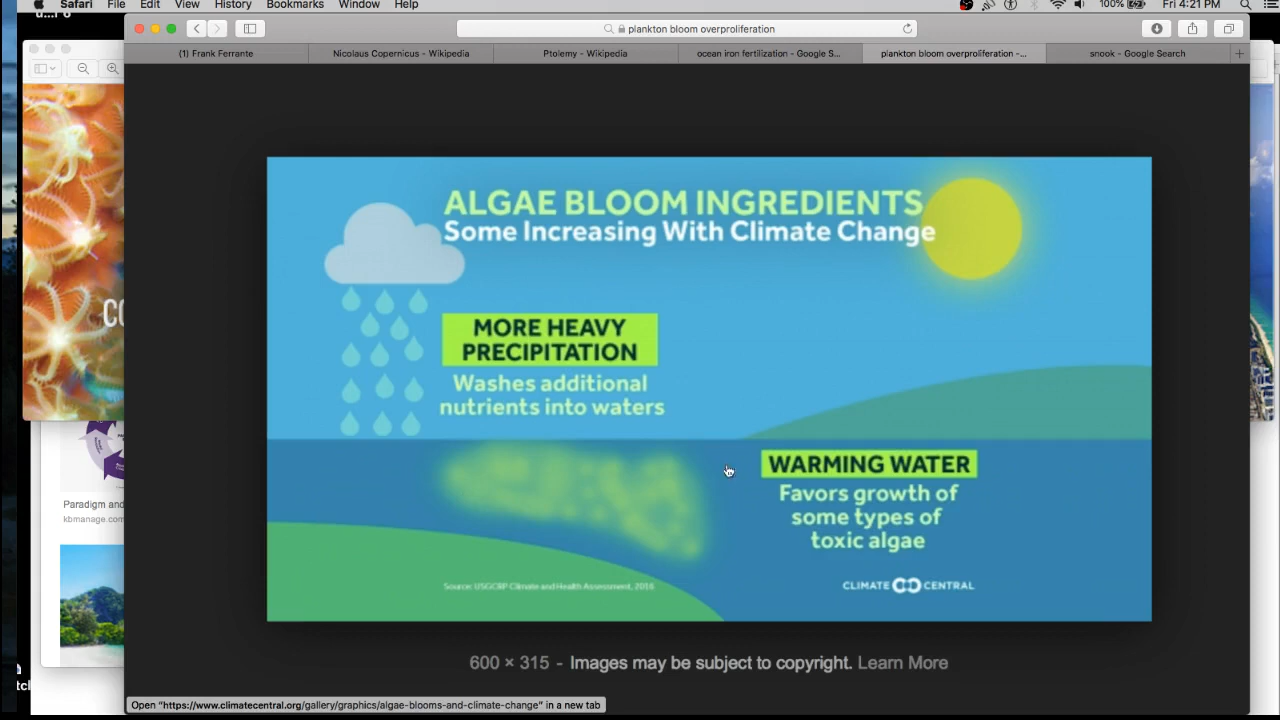 Safari File Edit View History Bookmarks Window Help 100% Fri 4:21 PM
plankton bloom overproliferation
(1) Frank Ferrante
Nicolaus Copernicus - Wikipedia
Ptolemy - Wikipedia
ocean iron fertilization - Google S...
plankton bloom overproliferation -...
snook - Google Search
ALGAE BLOOM INGREDIENTS
Some Increasing With Climate Change
MORE HEAVY
PRECIPITATION
Washes additional
nutrients into waters
WARMING WATER
Favors growth of
some types of
toxic algae
Source: USGCRP Climate and Health Assessment, 2016
CLIMATE CENTRAL
Paradigm and
kbmanage.com
600 × 315 - Images may be subject to copyright. Learn More
Open “https://www.climatecentral.org/gallery/graphics/algae-blooms-and-climate-change” in a new tab